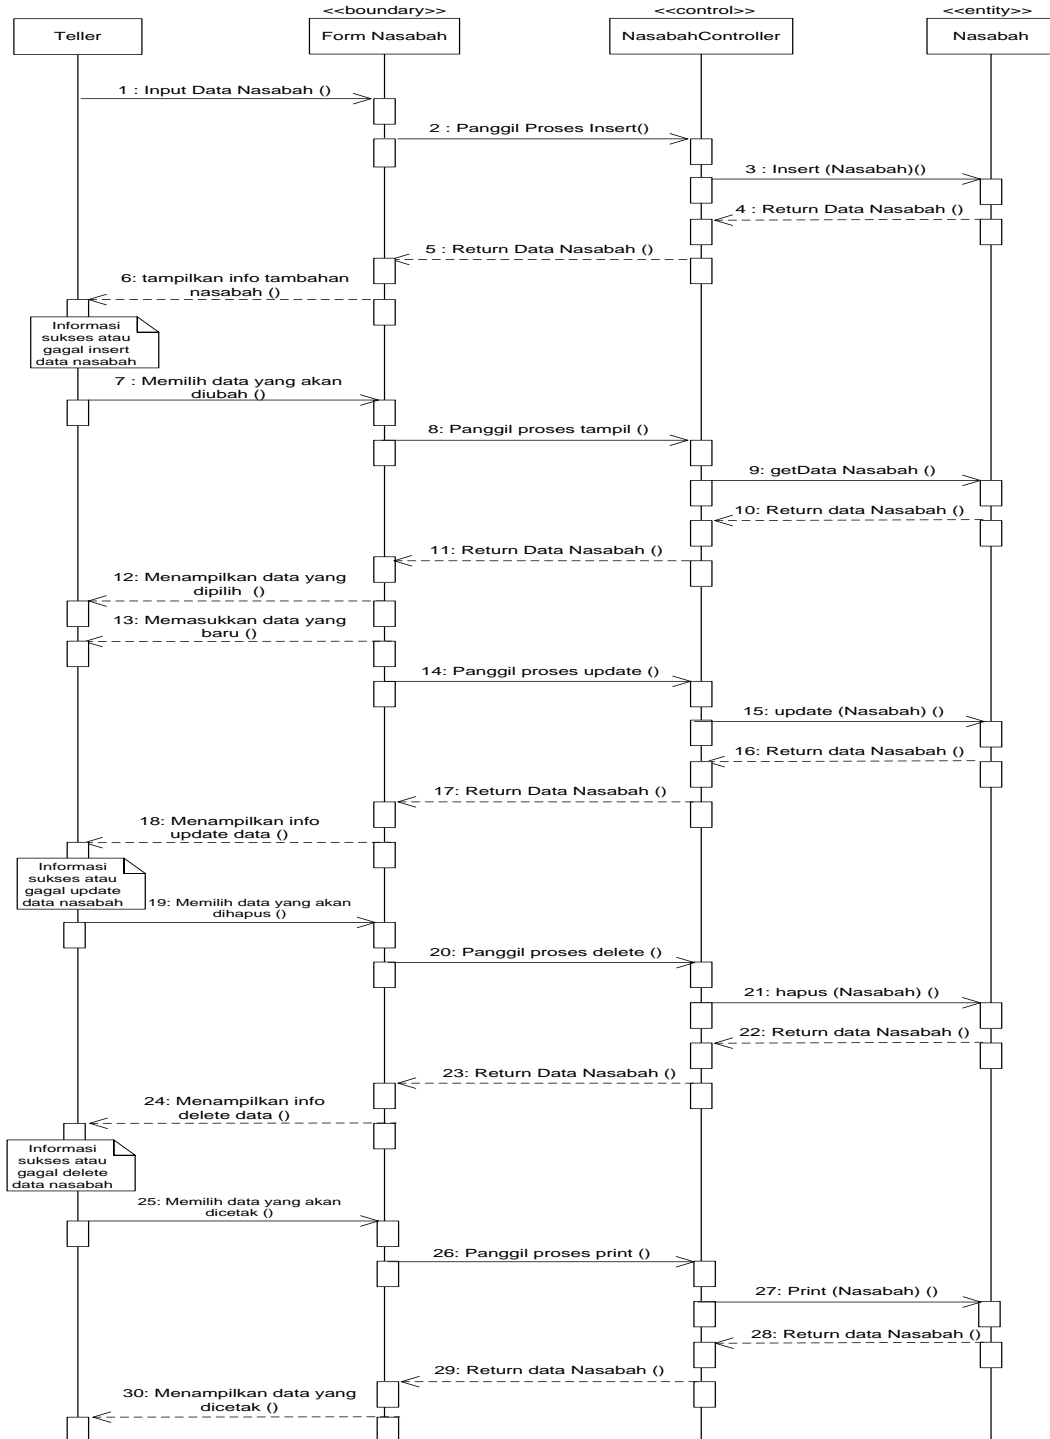 <<boundary>>
<<control>>
<<entity>>
Teller
Form Nasabah
NasabahController
Nasabah
1 : Input Data Nasabah ()
2 : Panggil Proses Insert()
3 : Insert (Nasabah)()
4 : Return Data Nasabah ()
5 : Return Data Nasabah ()
6: tampilkan info tambahan
nasabah ()
Informasi
sukses atau
gagal insert
data nasabah
7 : Memilih data yang akan
diubah ()
8: Panggil proses tampil ()
9: getData Nasabah ()
10: Return data Nasabah ()
11: Return Data Nasabah ()
12: Menampilkan data yang
dipilih  ()
13: Memasukkan data yang
baru ()
14: Panggil proses update ()
15: update (Nasabah) ()
16: Return data Nasabah ()
17: Return Data Nasabah ()
18: Menampilkan info
update data ()
Informasi
sukses atau
gagal update
data nasabah
19: Memilih data yang akan
dihapus ()
20: Panggil proses delete ()
21: hapus (Nasabah) ()
22: Return data Nasabah ()
23: Return Data Nasabah ()
24: Menampilkan info
delete data ()
Informasi
sukses atau
gagal delete
data nasabah
25: Memilih data yang akan
dicetak ()
26: Panggil proses print ()
27: Print (Nasabah) ()
28: Return data Nasabah ()
29: Return data Nasabah ()
30: Menampilkan data yang
dicetak ()